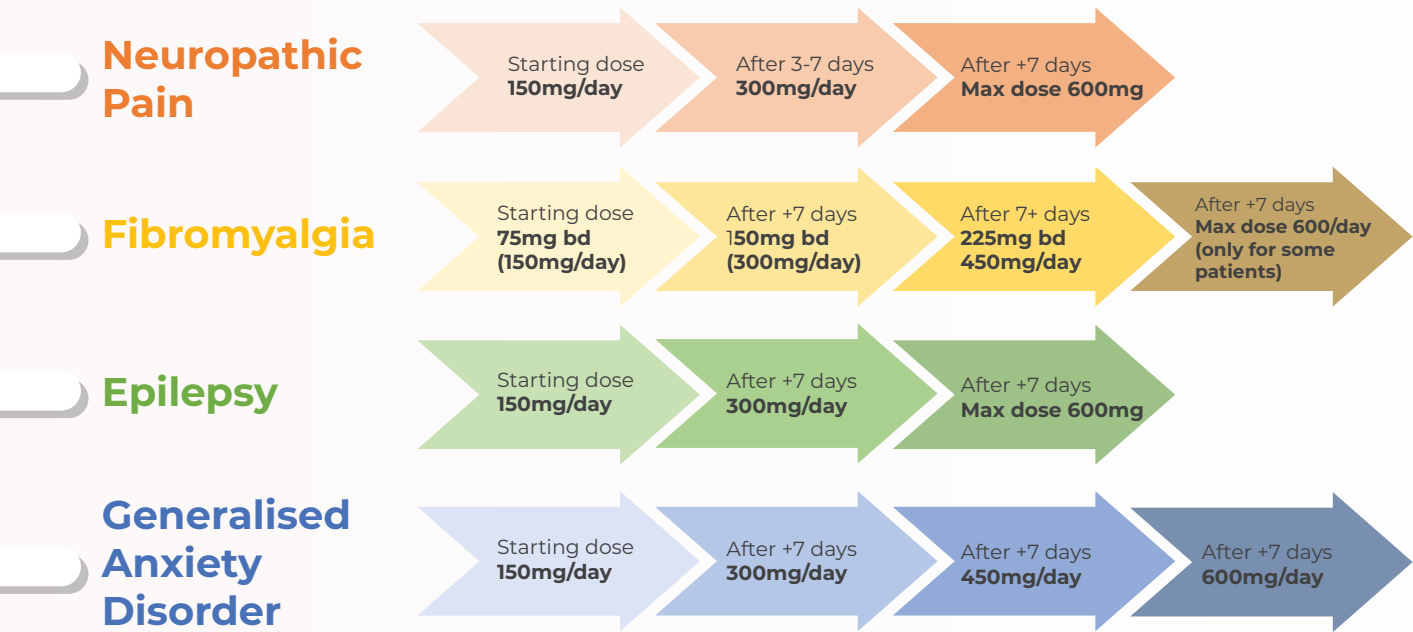 Neuropathic
Pain
Starting dose
150mg/day
After 3-7 days
300mg/day
After +7 days
Max dose 600mg
Fibromyalgia
Starting dose
75mg bd
(150mg/day)
After +7 days
150mg bd
(300mg/day)
After 7+ days
225mg bd
450mg/day
After +7 days
Max dose 600/day
(only for some
patients)
Epilepsy
Starting dose
150mg/day
After +7 days
300mg/day
After +7 days
Max dose 600mg
Generalised
Anxiety
Disorder
Starting dose
150mg/day
After +7 days
300mg/day
After +7 days
450mg/day
After +7 days
600mg/day